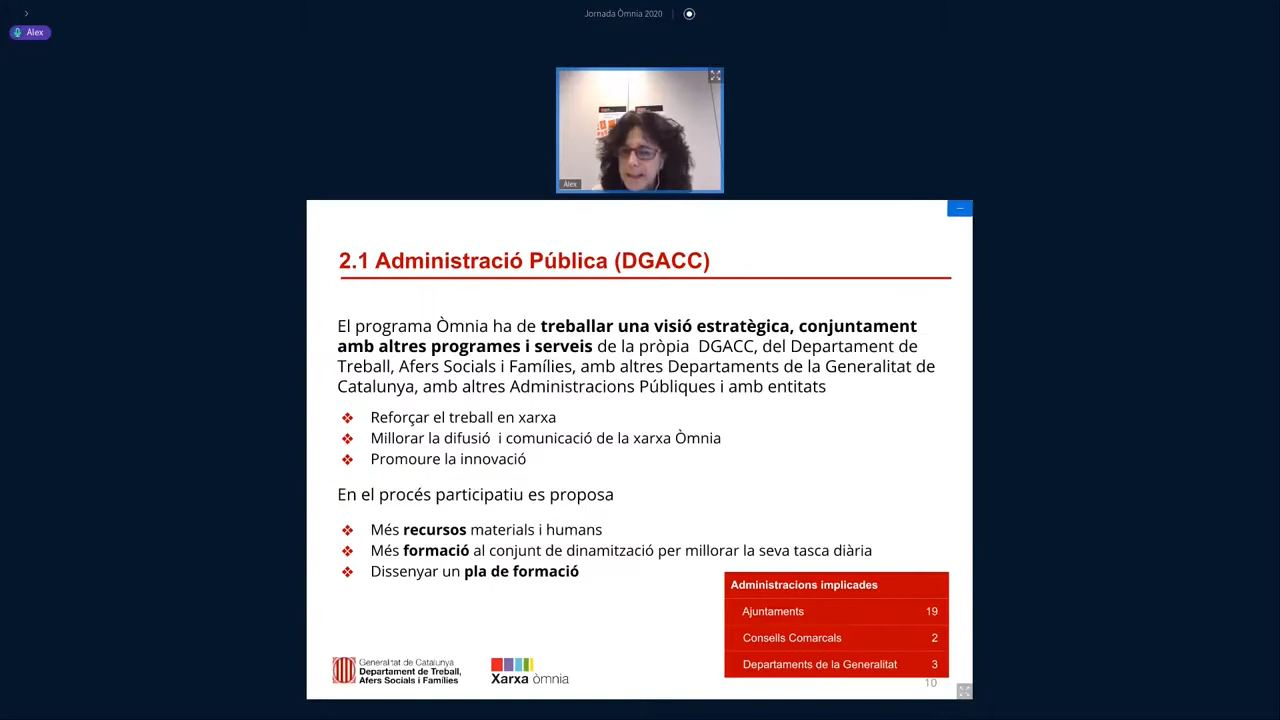 Jornada Òmnia 2020
Alex
Alex
2.1 Administració Pública (DGACC)
El programa Òmnia ha de treballar una visió estratègica, conjuntament
amb altres programes i serveis de la pròpia DGACC, del Departament de
Treball, Afers Socials i Famílies, amb altres Departaments de la Generalitat de
Catalunya, amb altres Administracions Públiques i amb entitats
Reforçar el treball en xarxa
Millorar la difusió i comunicació de la xarxa Òmnia
Promoure la innovació
En el procés participatiu es proposa
Més recursos materials i humans
Més formació al conjunt de dinamització per millorar la seva tasca diària
Dissenyar un pla de formació
Administracions implicades
Ajuntaments 19
Consells Comarcals 2
Departaments de la Generalitat 3
Generalitat de Catalunya
Departament de Treball,
Afers Socials i Famílies
Xarxa òmnia
10